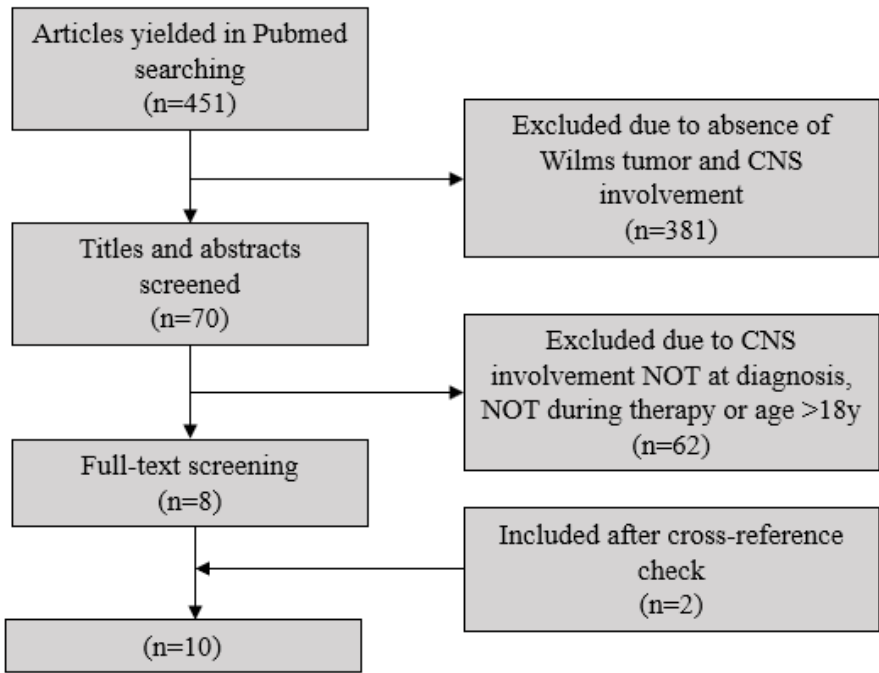 Articles yielded in Pubmed
searching
(n=451)
Excluded due to absence of
Wilms tumor and CNS
involvement
(n=381)
Titles and abstracts
screened
(n=70)
Excluded due to CNS
involvement NOT at diagnosis,
NOT during therapy or age >18y
(n=62)
Full-text screening
(n=8)
Included after cross-reference
check
(n=2)
(n=10)